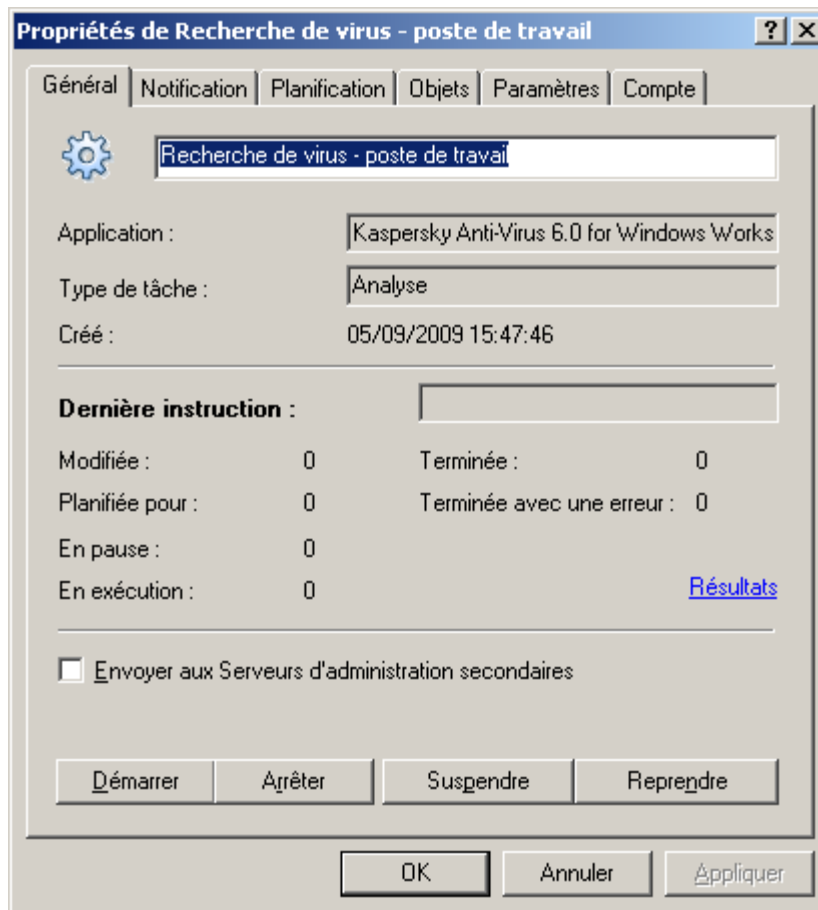 Propriétés de Recherche de virus - poste de travail
Général Notification Planification Objets Paramètres Compte
Recherche de virus - poste de travail
Application : Kaspersky Anti-Virus 6.0 for Windows Works
Type de tâche : Analyse
Créé : 05/09/2009 15:47:46
Dernière instruction :
Modifiée : 0 Terminée : 0
Planifiée pour : 0 Terminée avec une erreur : 0
En pause : 0
En exécution : 0 Résultats
Envoyer aux Serveurs d'administration secondaires
Démarrer Arrêter Suspendre Reprendre
OK Annuler Appliquer